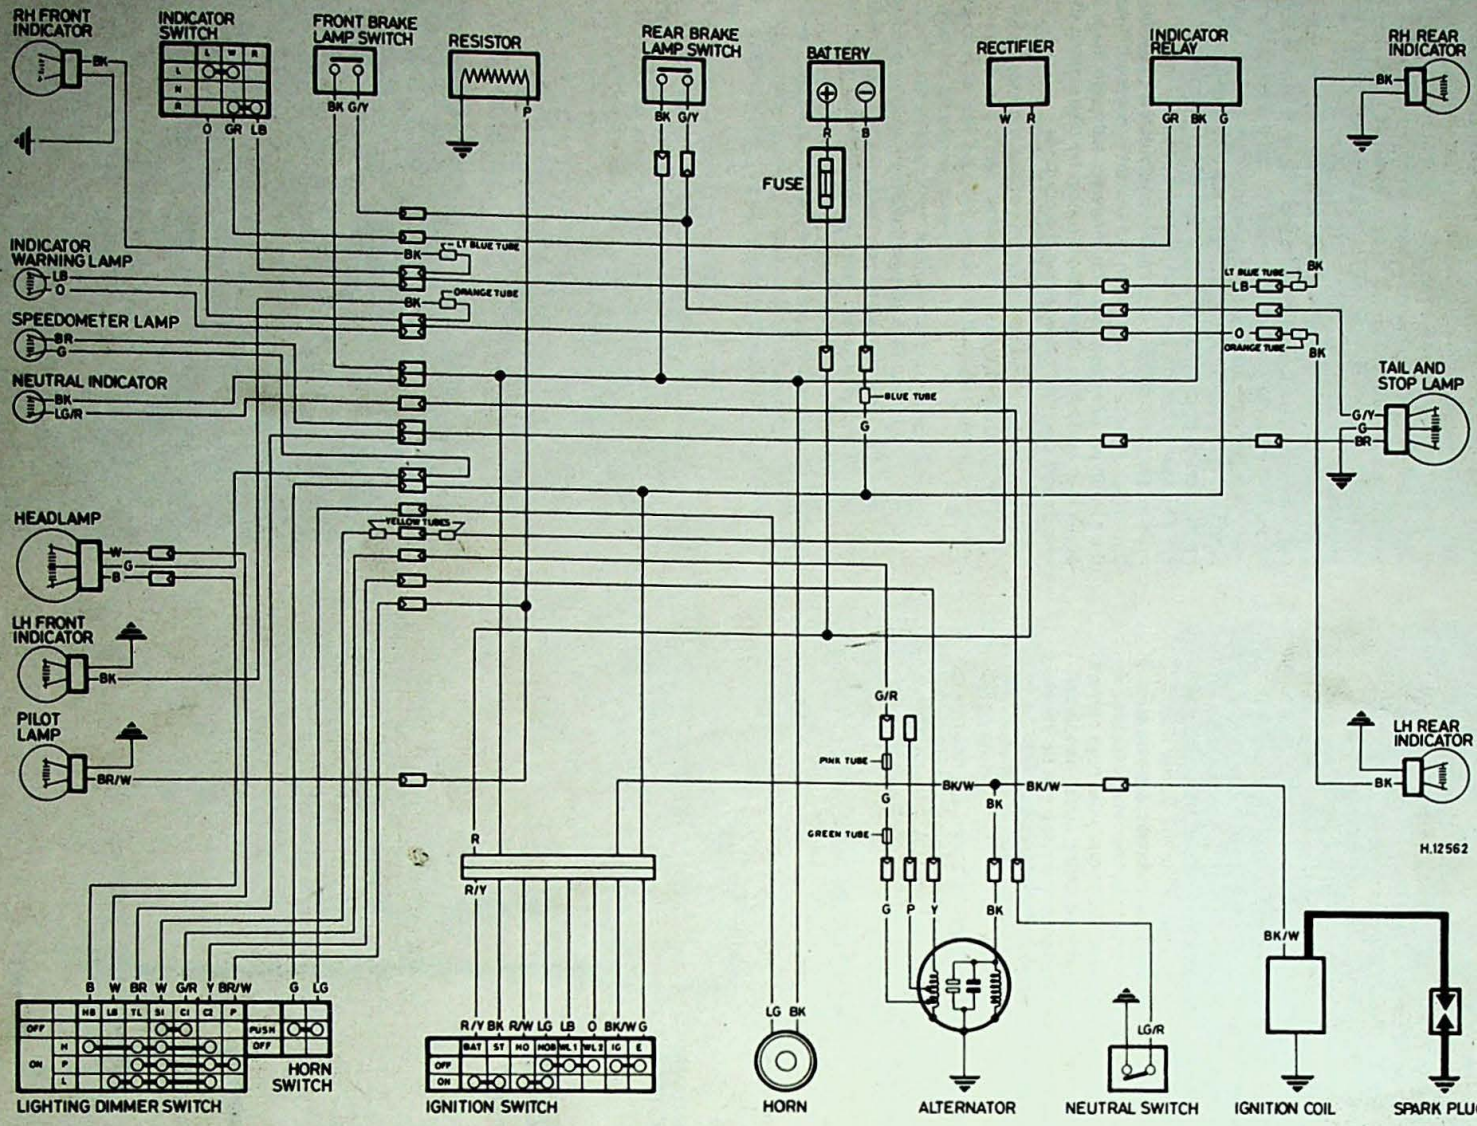 RH FRONT
INDICATOR
BK
INDICATOR
SWITCH
L W R
L
N
R
O GR LB
FRONT BRAKE
LAMP SWITCH
BK G/Y
RESISTOR
P
REAR BRAKE
LAMP SWITCH
BK G/Y
BATTERY
R B
FUSE
RECTIFIER
W R
INDICATOR
RELAY
GR BK G
RH REAR
INDICATOR
BK
INDICATOR
WARNING LAMP
LB
O
BK
LT BLUE TUBE
BK
ORANGE TUBE
LT BLUE TUBE
LB
BK
O
ORANGE TUBE
BK
SPEEDOMETER LAMP
BR
G
NEUTRAL INDICATOR
BK
LG/R
BLUE TUBE
G
TAIL AND
STOP LAMP
G/Y
G
BR
HEADLAMP
W
G
B
YELLOW TUBES
LH FRONT
INDICATOR
BK
PILOT
LAMP
BR/W
G/R
PINK TUBE
G
GREEN TUBE
BK/W
BK
BK/W
LH REAR
INDICATOR
BK
H.12562
R
R/Y
G P Y BK
BK/W
LG/R
B W BR W G/R Y BR/W
G LG
HB LB TL S1 C1 C2 P
OFF
ON
H
P
L
PUSH
OFF
HORN
SWITCH
LIGHTING DIMMER SWITCH
R/Y BK R/W LG LB O BK/W G
BAT ST HO HOB WL1 WL2 IG E
OFF
ON
IGNITION SWITCH
LG BK
HORN
ALTERNATOR
NEUTRAL SWITCH
IGNITION COIL
SPARK PLU